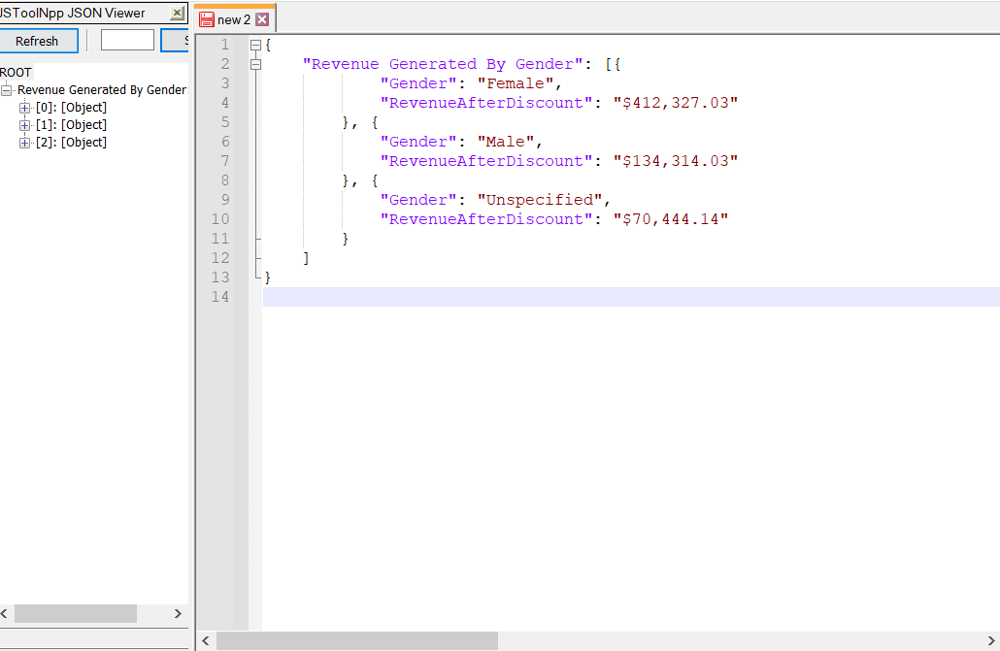 JSToolNpp JSON Viewer
Refresh
ROOT
Revenue Generated By Gender
[0]: [Object]
[1]: [Object]
[2]: [Object]
new 2
1 {
2 "Revenue Generated By Gender": [{
3 "Gender": "Female",
4 "RevenueAfterDiscount": "$412,327.03"
5 }, {
6 "Gender": "Male",
7 "RevenueAfterDiscount": "$134,314.03"
8 }, {
9 "Gender": "Unspecified",
10 "RevenueAfterDiscount": "$70,444.14"
11 }
12 ]
13 }
14